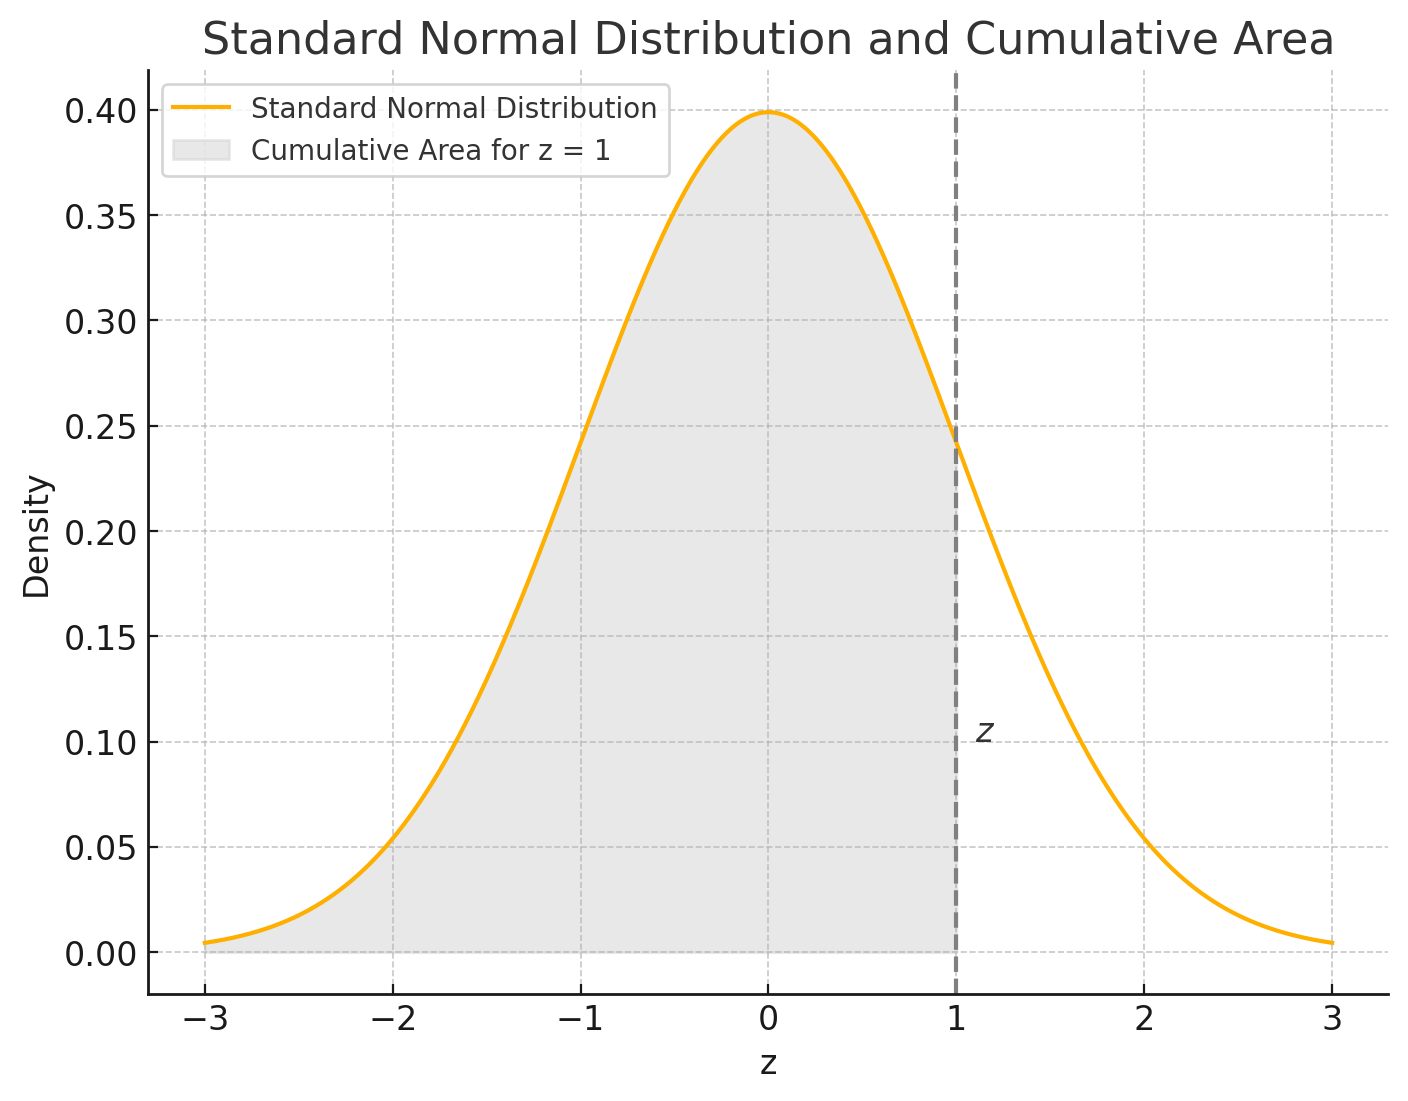 Standard Normal Distribution and Cumulative Area
Standard Normal Distribution
Cumulative Area for z = 1
0.40
0.35
0.30
0.25
0.20
0.15
0.10
0.05
0.00
Density
z
−3
−2
−1
0
1
2
3
z